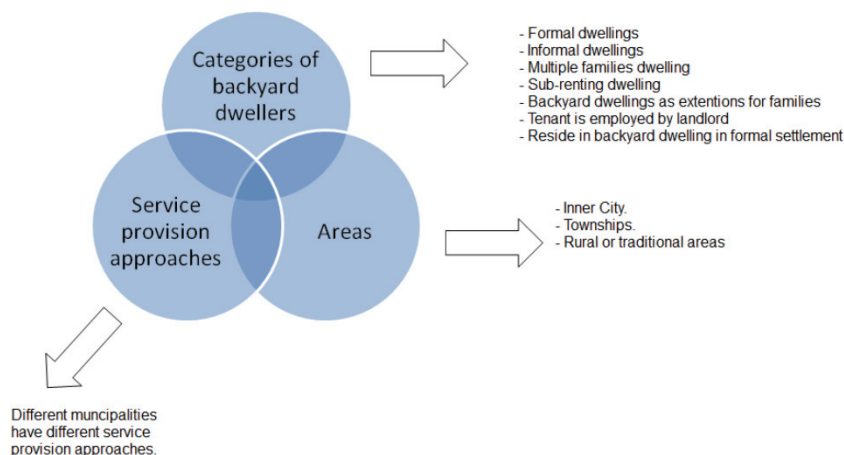 Categories of
backyard
dwellers
- Formal dwellings
- Informal dwellings
- Multiple families dwelling
- Sub-renting dwelling
- Backyard dwellings as extentions for families
- Tenant is employed by landlord
- Reside in backyard dwelling in formal settlement
Service
provision
approaches
Areas
- Inner City.
- Townships.
- Rural or traditional areas
Different muncipalities
have different service
provision approaches.